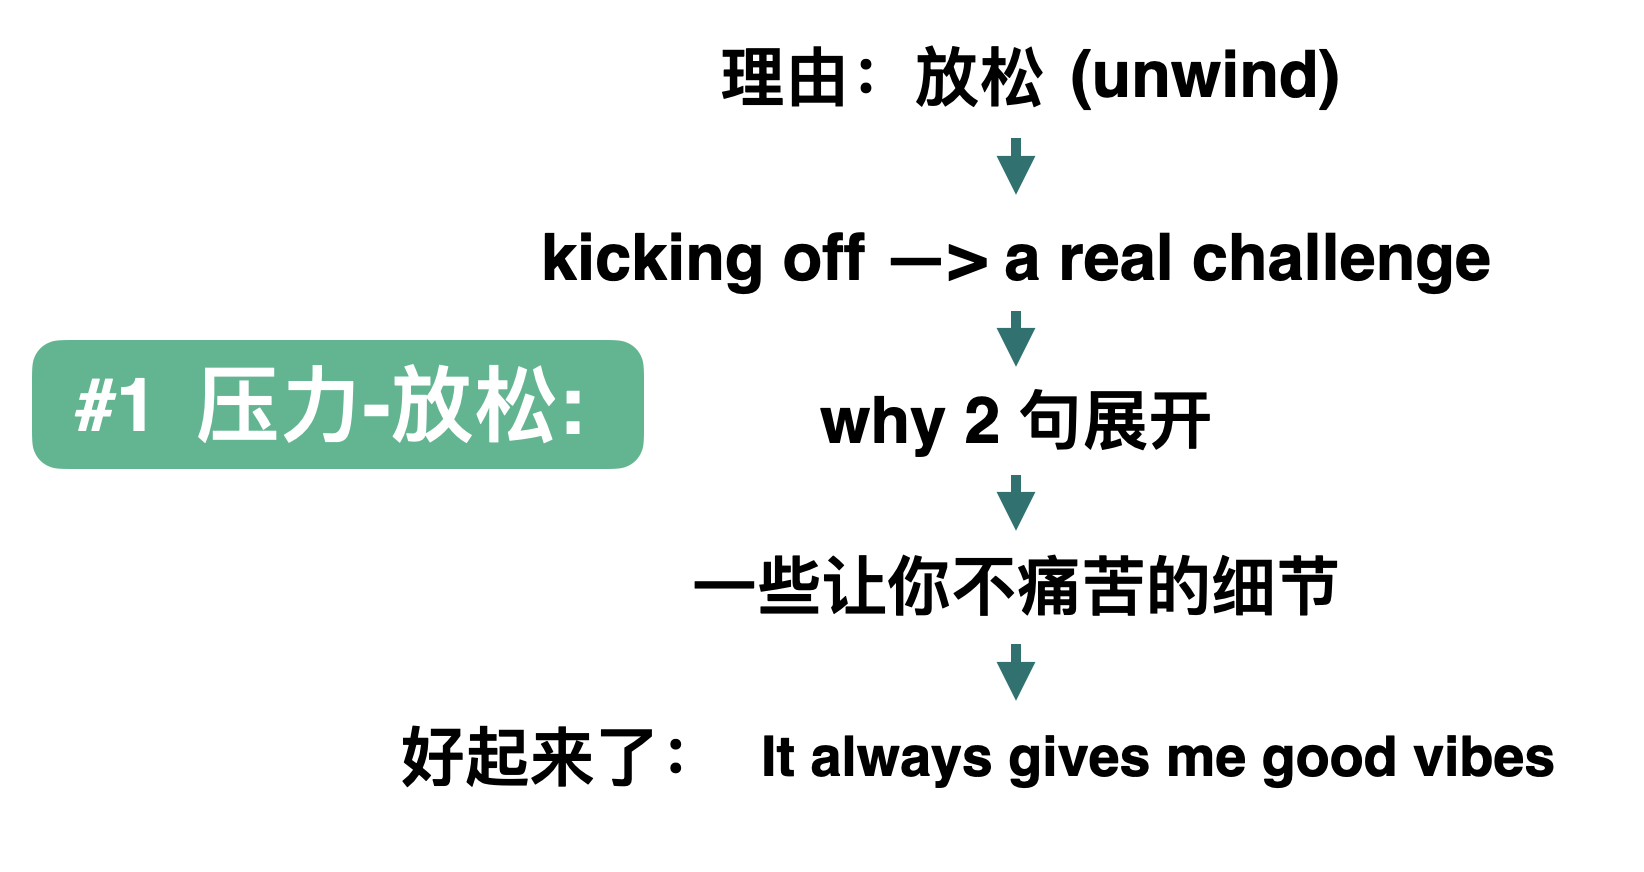 理由：放松 (unwind)
kicking off —> a real challenge
#1 压力-放松:
why 2 句展开
一些让你不痛苦的细节
好起来了： It always gives me good vibes